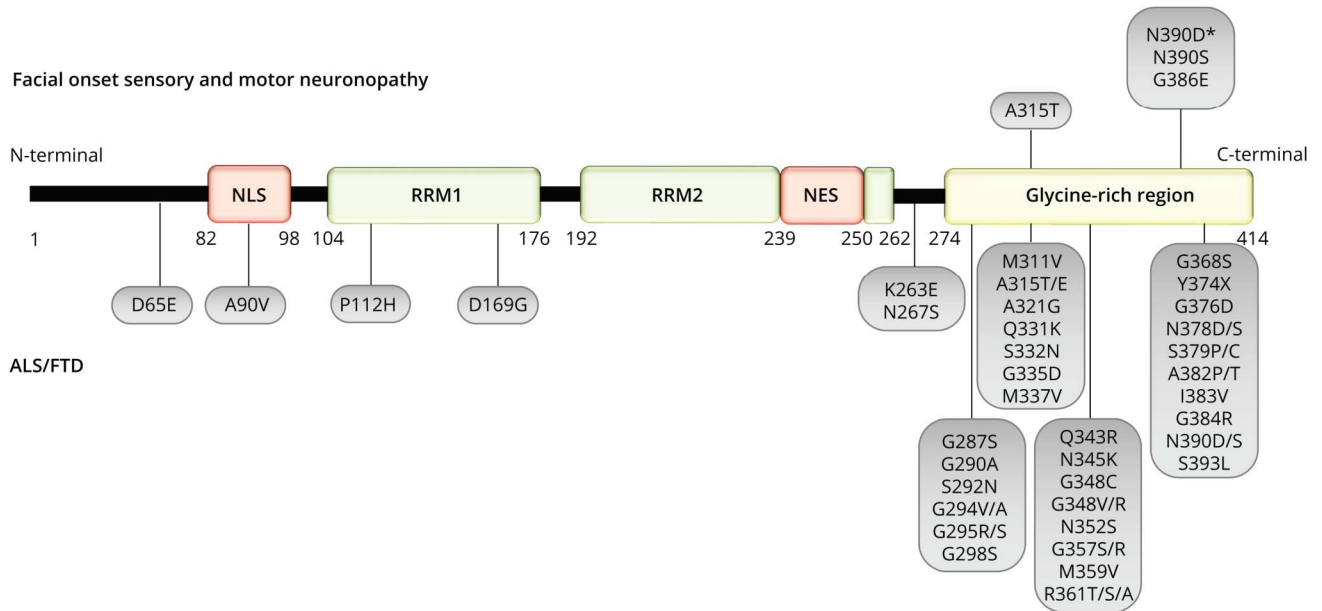 N390D*
N390S
G386E
Facial onset sensory and motor neuronopathy
A315T
N-terminal
C-terminal
NLS
RRM1
RRM2
NES
Glycine-rich region
1
82
98
104
176
192
239
250
262
274
414
D65E
A90V
P112H
D169G
K263E
N267S
M311V
A315T/E
A321G
Q331K
S332N
G335D
M337V
G368S
Y374X
G376D
N378D/S
S379P/C
A382P/T
I383V
G384R
N390D/S
S393L
ALS/FTD
G287S
G290A
S292N
G294V/A
G295R/S
G298S
Q343R
N345K
G348C
G348V/R
N352S
G357S/R
M359V
R361T/S/A